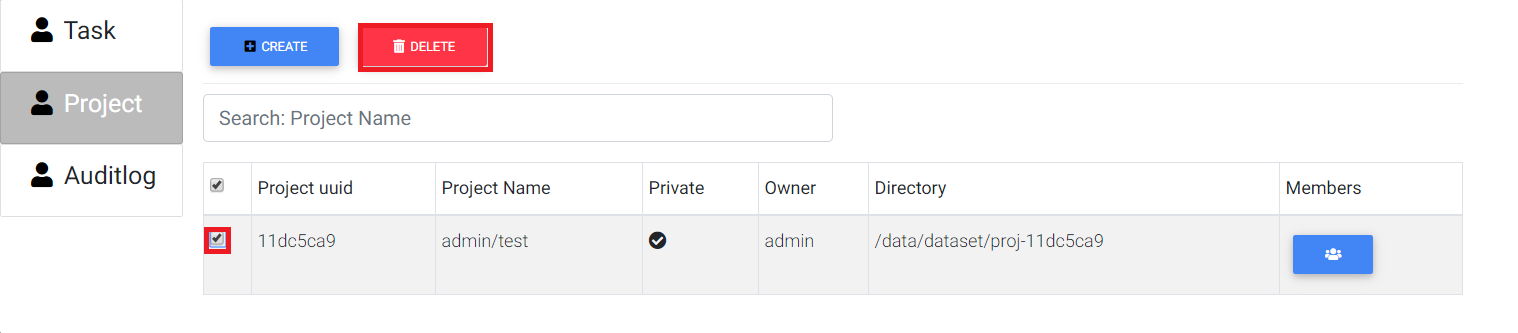 Task
Project
Auditlog
CREATE
DELETE
Search: Project Name
Project uuid
Project Name
Private
Owner
Directory
Members
11dc5ca9
admin/test
admin
/data/dataset/proj-11dc5ca9